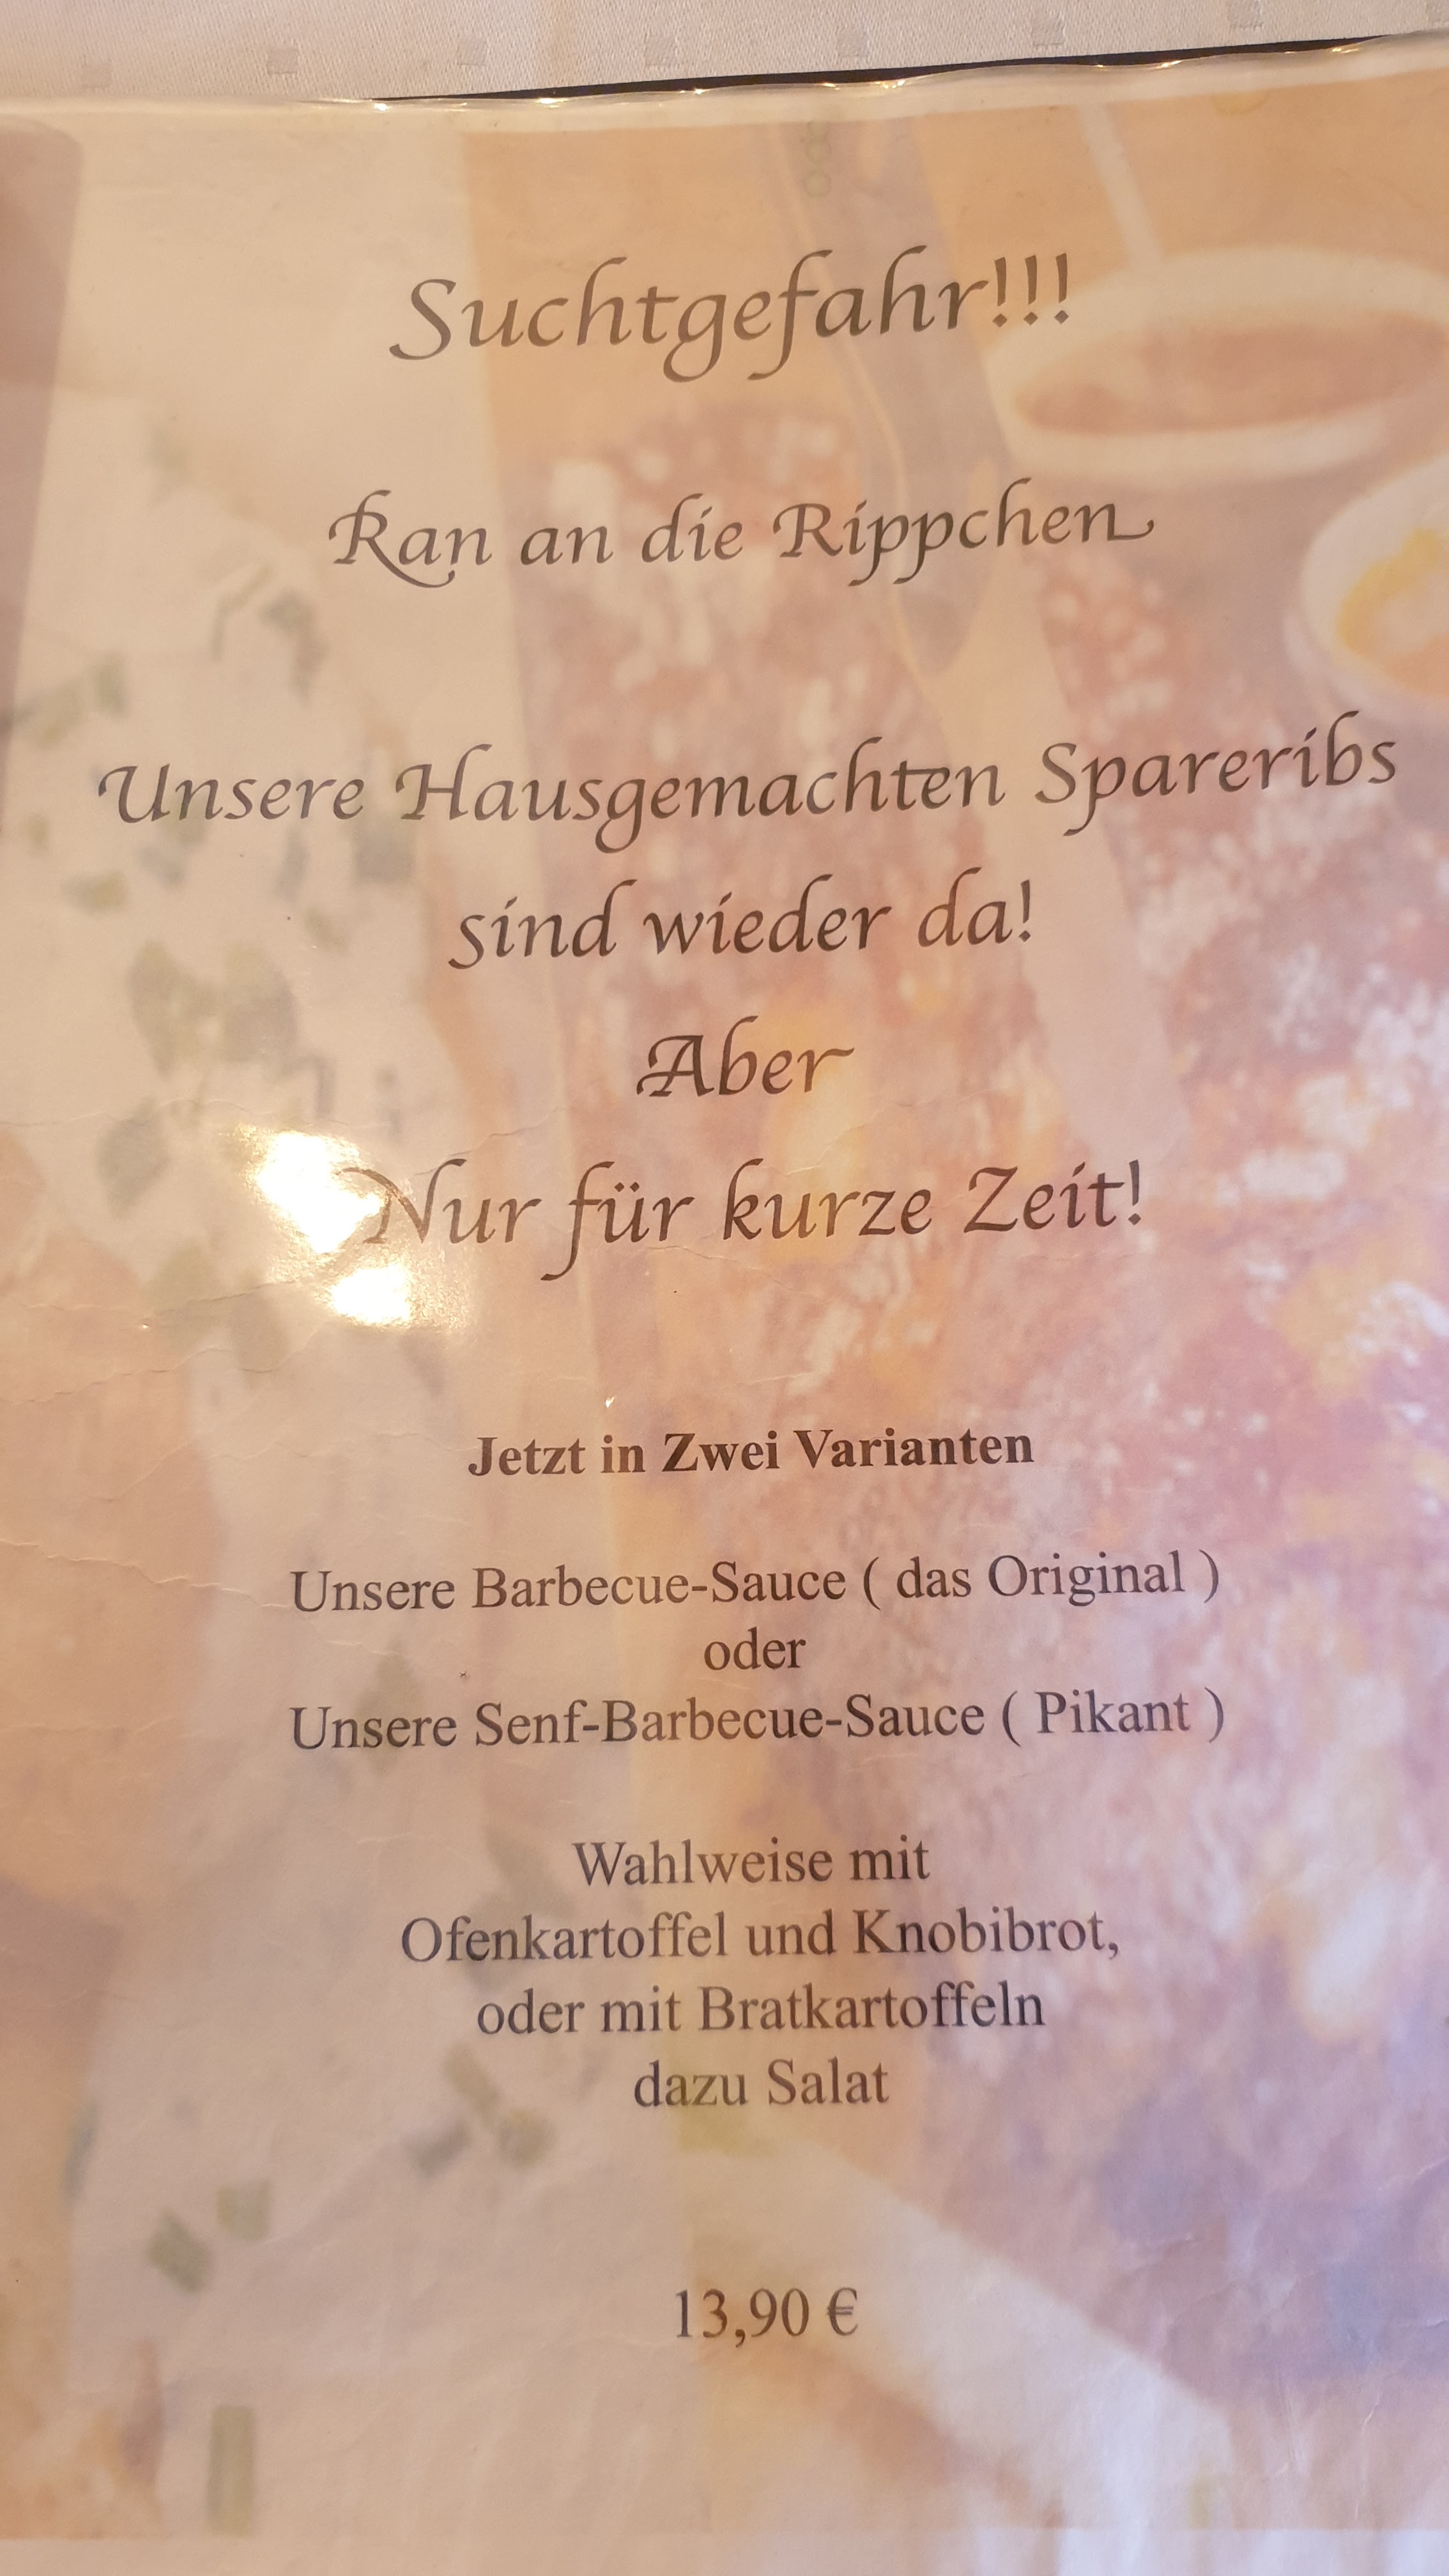 Suchtgefahr!!!
Ran an die Rippchen
Unsere Hausgemachten Spareribs
sind wieder da!
Aber
Nur für kurze Zeit!
Jetzt in Zwei Varianten
Unsere Barbecue-Sauce ( das Original )
oder
Unsere Senf-Barbecue-Sauce ( Pikant )
Wahlweise mit
Ofenkartoffel und Knobibrot,
oder mit Bratkartoffeln
dazu Salat
13,90 €